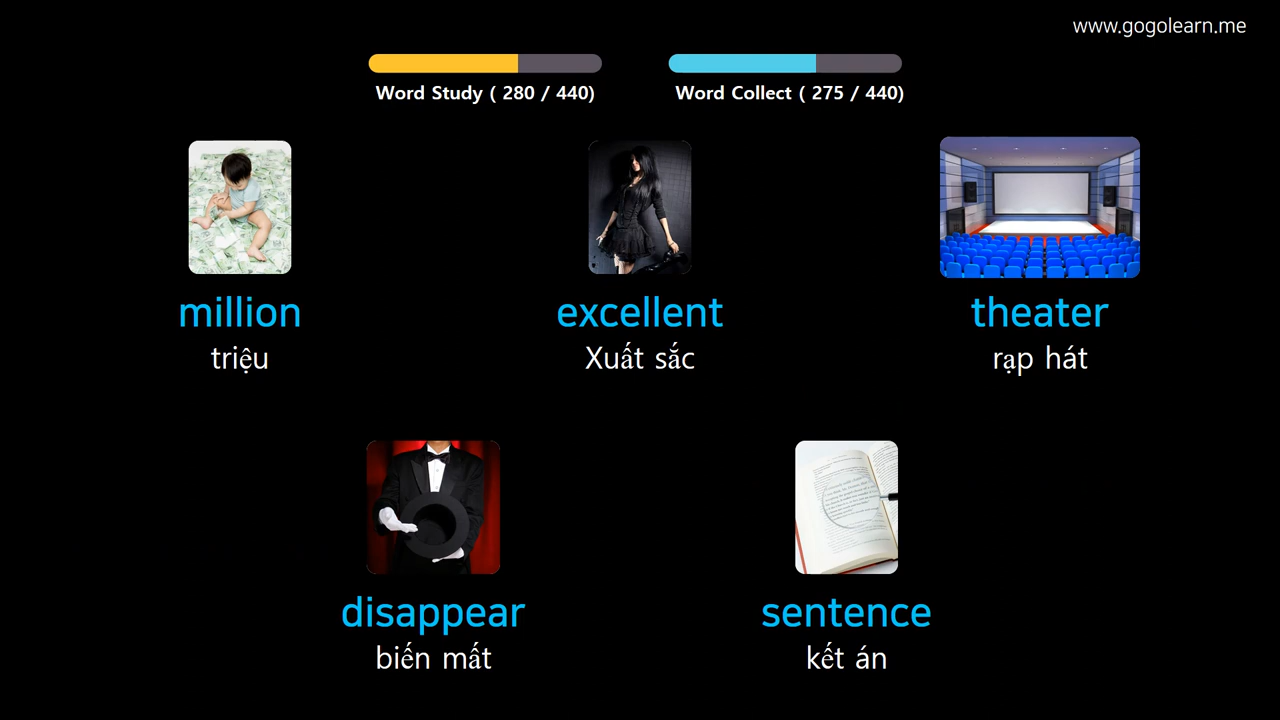 www.gogolearn.me
Word Study ( 280 / 440)
Word Collect ( 275 / 440)
million
triệu
excellent
Xuất sắc
theater
rạp hát
disappear
biến mất
sentence
kết án